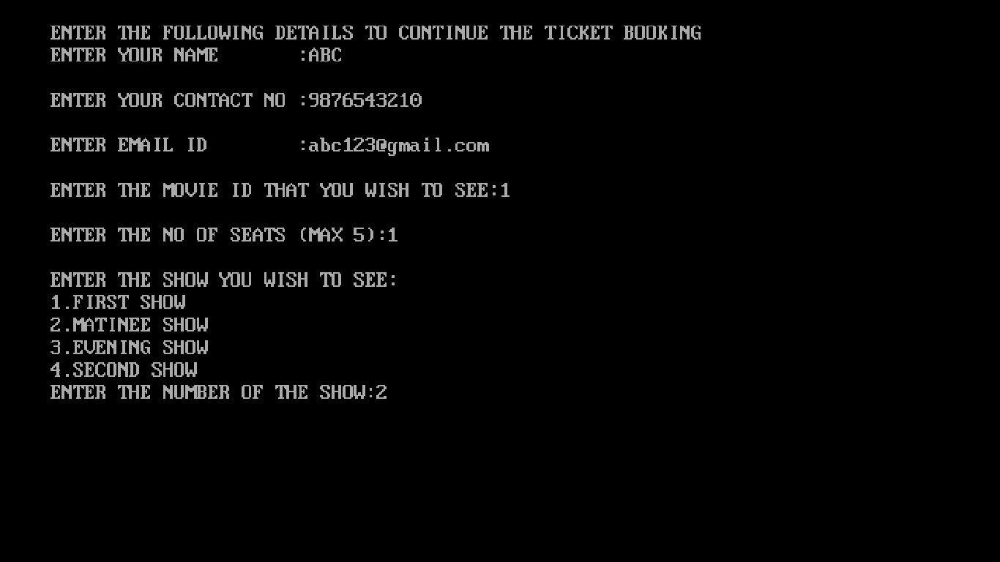 ENTER THE FOLLOWING DETAILS TO CONTINUE THE TICKET BOOKING
ENTER YOUR NAME       :ABC
ENTER YOUR CONTACT NO :9876543210
ENTER EMAIL ID        :abc123@gmail.com
ENTER THE MOVIE ID THAT YOU WISH TO SEE:1
ENTER THE NO OF SEATS (MAX 5):1
ENTER THE SHOW YOU WISH TO SEE:
1.FIRST SHOW
2.MATINEE SHOW
3.EVENING SHOW
4.SECOND SHOW
ENTER THE NUMBER OF THE SHOW:2